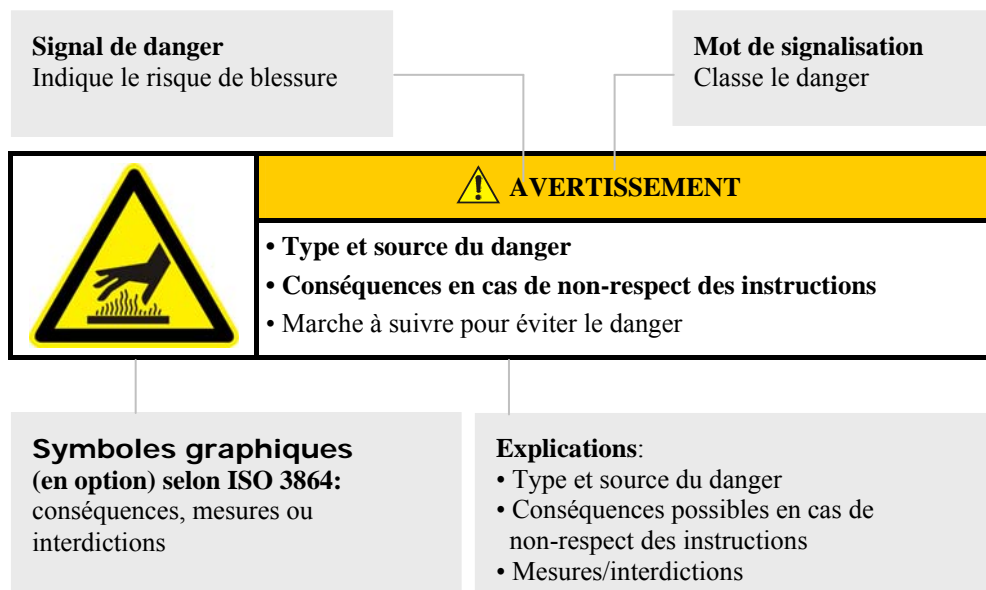 Signal de danger
Indique le risque de blessure
Mot de signalisation
Classe le danger
AVERTISSEMENT
• Type et source du danger
• Conséquences en cas de non-respect des instructions
• Marche à suivre pour éviter le danger
Symboles graphiques
(en option) selon ISO 3864:
conséquences, mesures ou
interdictions
Explications:
• Type et source du danger
• Conséquences possibles en cas de
non-respect des instructions
• Mesures/interdictions